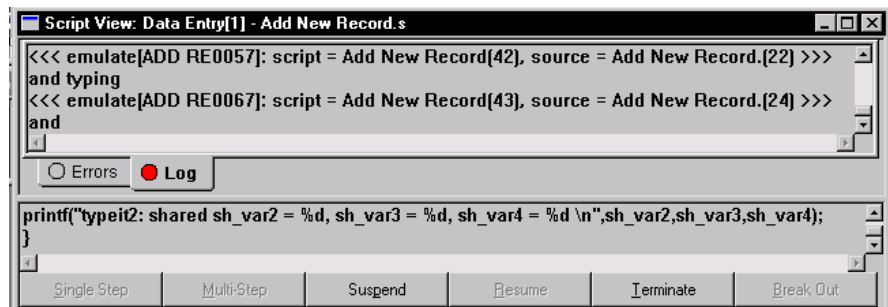 Script View: Data Entry[1] - Add New Record.s
<<< emulate[ADD RE0057]: script = Add New Record(42), source = Add New Record.(22) >>>
and typing
<<< emulate[ADD RE0067]: script = Add New Record(43), source = Add New Record.(24) >>>
and
Errors Log
printf("typeit2: shared sh_var2 = %d, sh_var3 = %d, sh_var4 = %d \n",sh_var2,sh_var3,sh_var4);
}
Single Step Multi-Step Suspend Resume Terminate Break Out